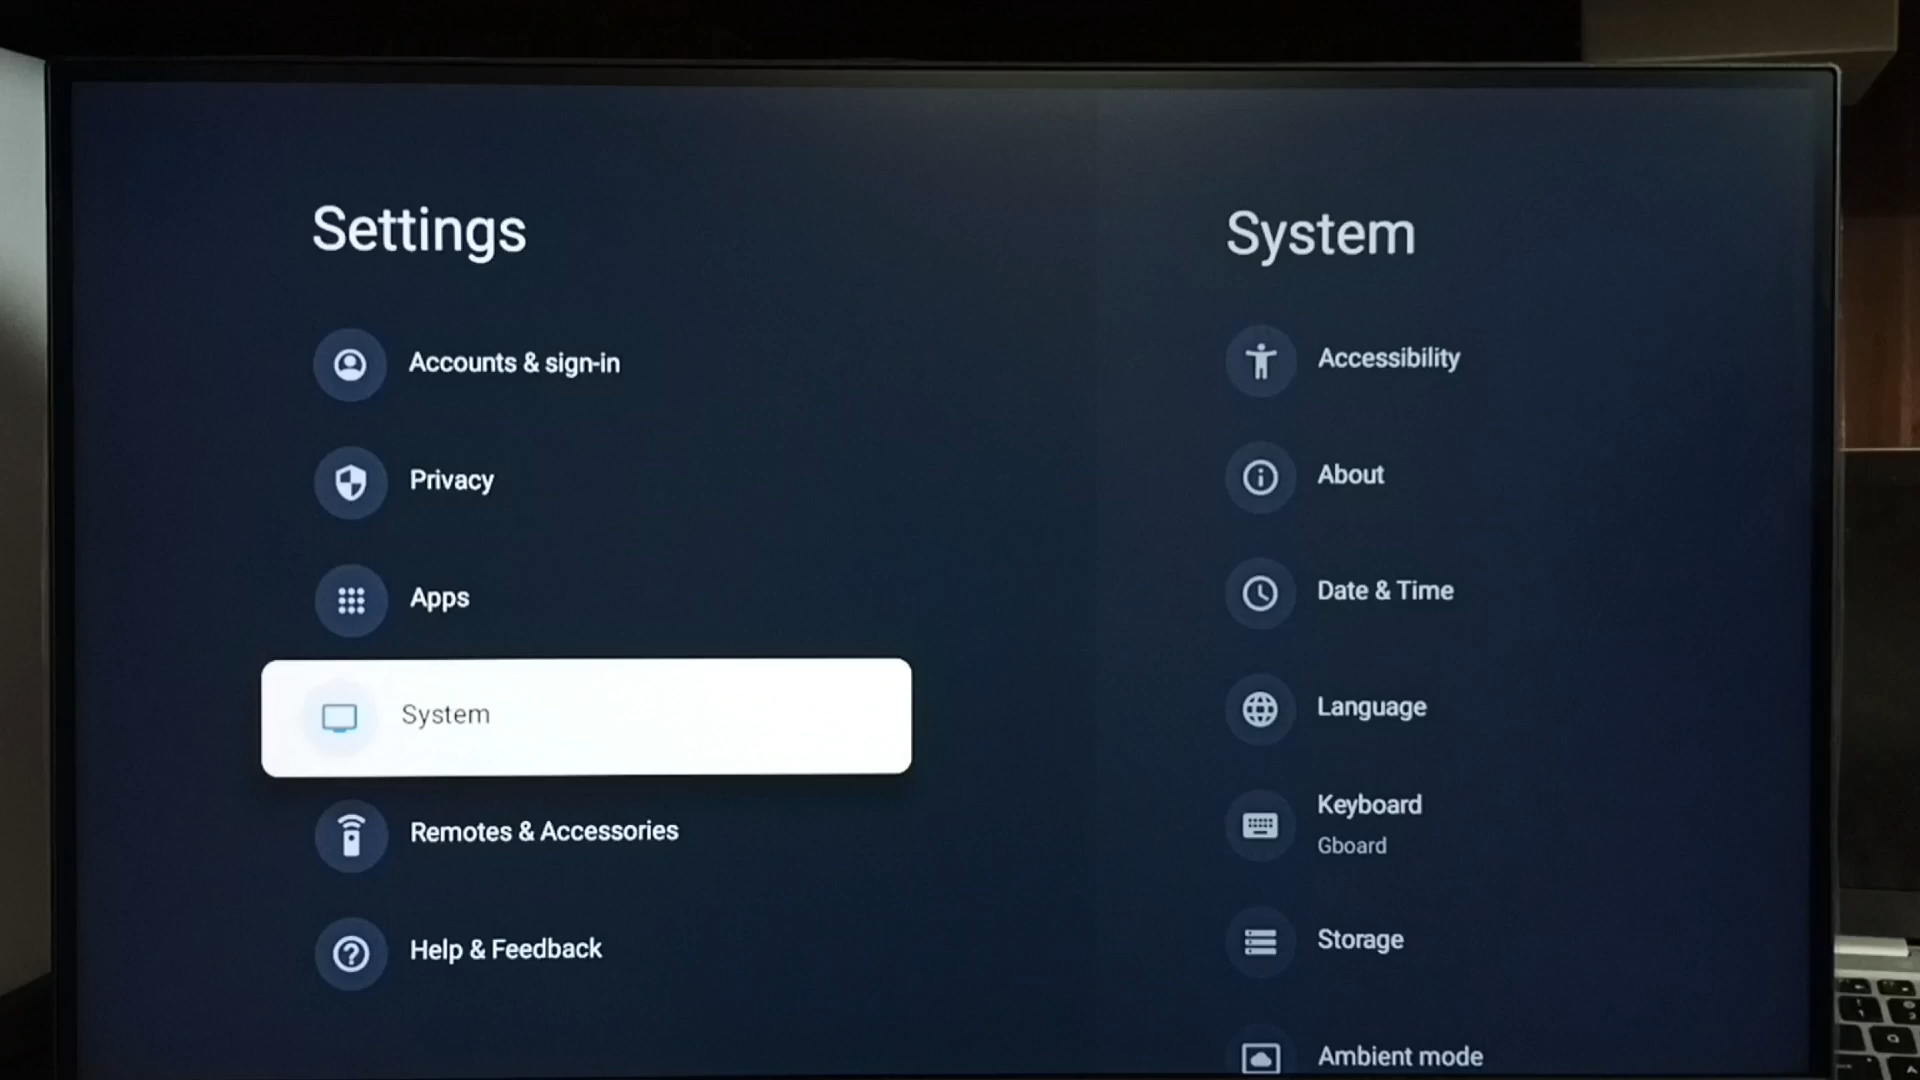 Settings
Accounts & sign-in
Privacy
Apps
System
Remotes & Accessories
Help & Feedback
System
Accessibility
About
Date & Time
Language
Keyboard
Gboard
Storage
Ambient mode